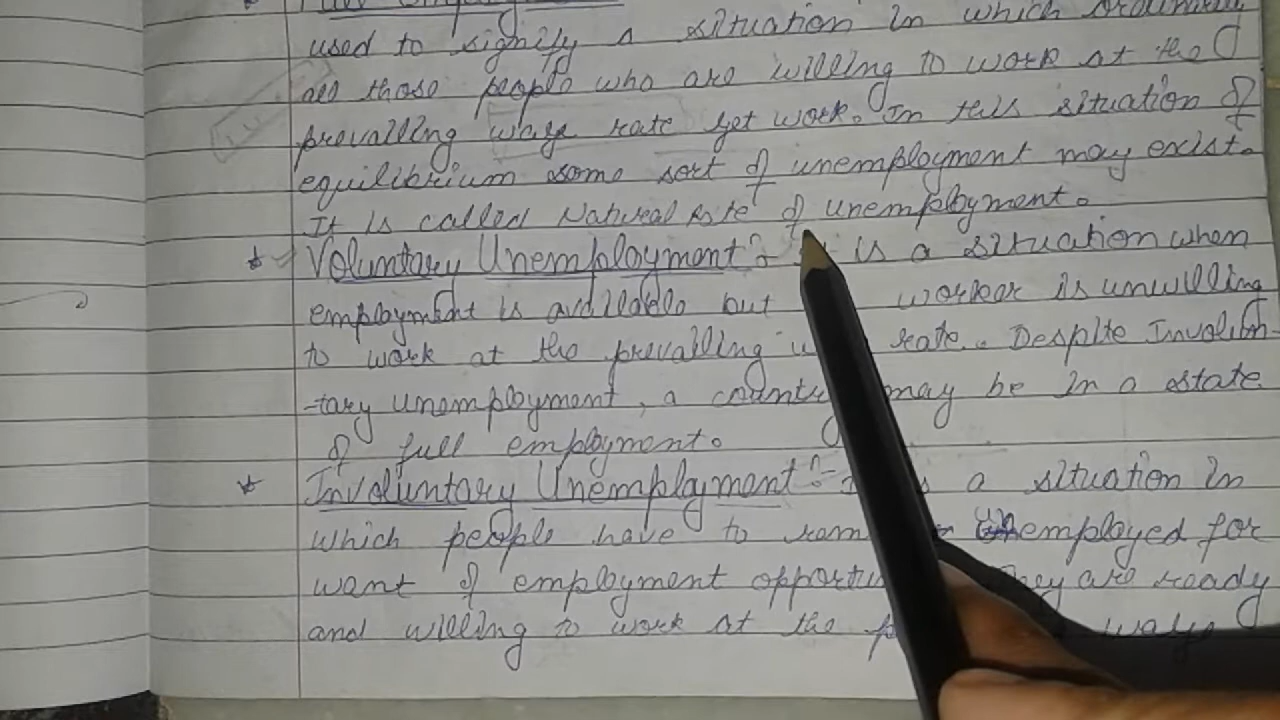 Full Employment
used to signify a situation in which ordinarily
all those people who are willing to work at the
prevailing wage rate get work. In this situation of
equilibrium some sort of unemployment may exist.
It is called Natural Rate of unemployment.
* Voluntary Unemployment:- is a situation when
employment is available but worker is unwilling
to work at the prevailing rate. Despite Involun
-tary unemployment, a country may be in a state
of full employment.
* Involuntary Unemployment:- a situation in
which people have to unemployed for
want of employment They are ready
and willing to work at the wage